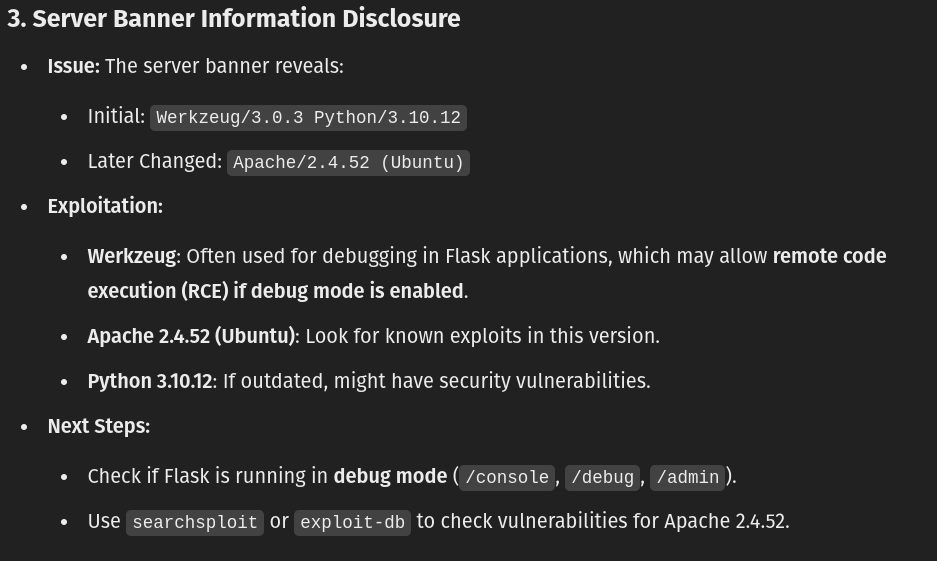 3. Server Banner Information Disclosure
• Issue: The server banner reveals:
• Initial: Werkzeug/3.0.3 Python/3.10.12
• Later Changed: Apache/2.4.52 (Ubuntu)
• Exploitation:
• Werkzeug: Often used for debugging in Flask applications, which may allow remote code
execution (RCE) if debug mode is enabled.
• Apache 2.4.52 (Ubuntu): Look for known exploits in this version.
• Python 3.10.12: If outdated, might have security vulnerabilities.
• Next Steps:
• Check if Flask is running in debug mode (/console, /debug, /admin).
• Use searchsploit or exploit-db to check vulnerabilities for Apache 2.4.52.